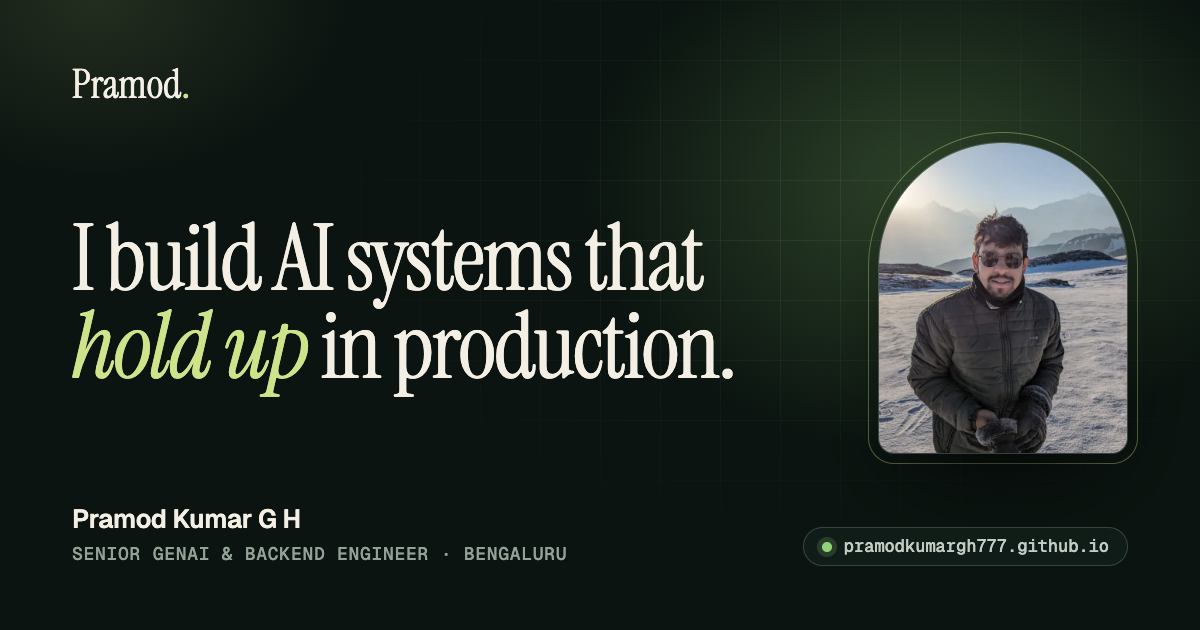 Pramod.
I build AI systems that
hold up in production.
Pramod Kumar G H
SENIOR GENAI & BACKEND ENGINEER · BENGALURU
pramodkumargh777.github.io